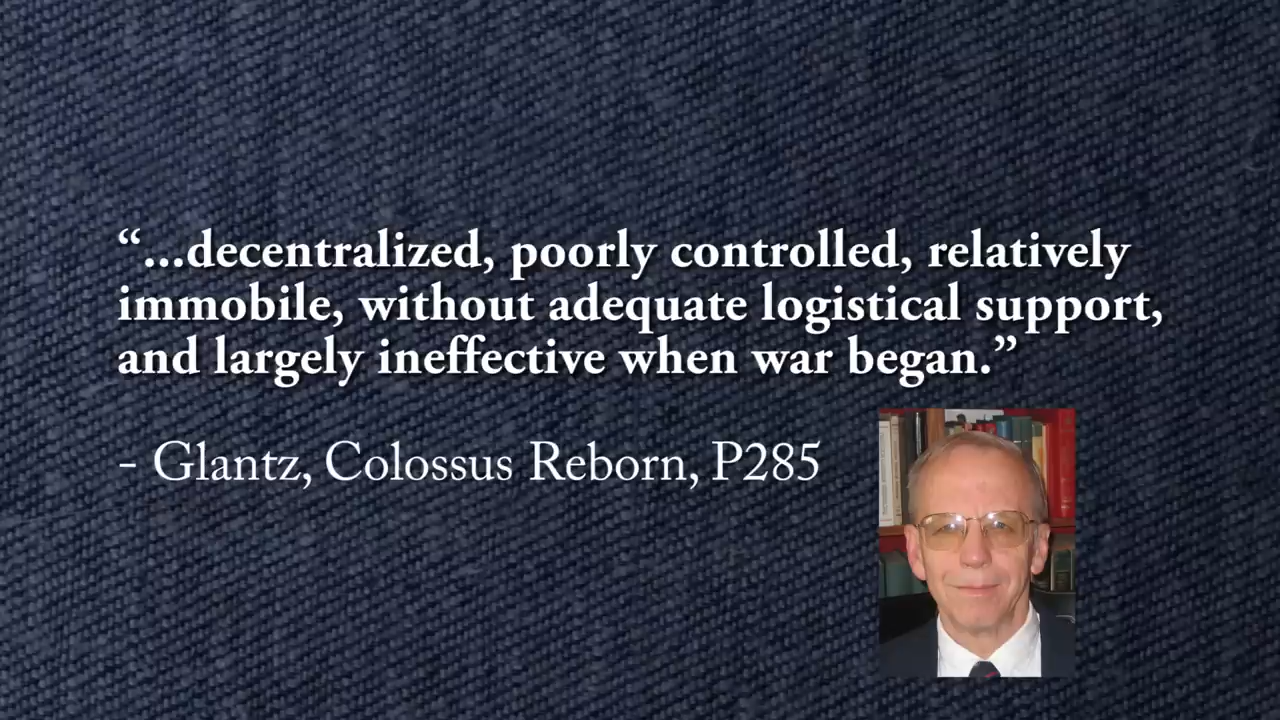 “...decentralized, poorly controlled, relatively
immobile, without adequate logistical support,
and largely ineffective when war began.”
- Glantz, Colossus Reborn, P285